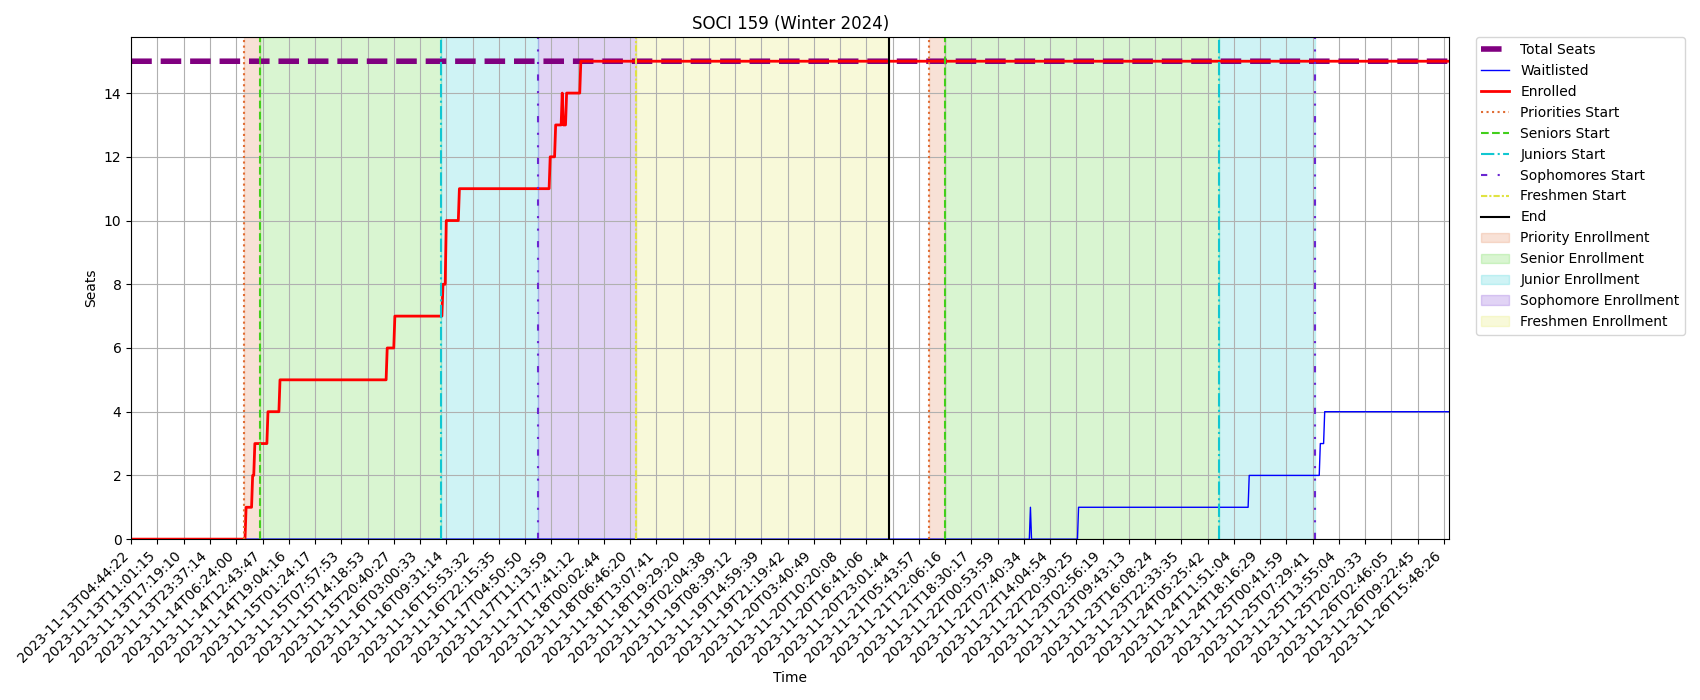 SOCI 159 (Winter 2024)
Seats
14
12
10
8
6
4
2
0
2023-11-13T04:44:22
2023-11-13T11:01:15
2023-11-13T17:19:10
2023-11-13T23:37:14
2023-11-14T06:24:00
2023-11-14T12:43:47
2023-11-14T19:04:16
2023-11-15T01:24:17
2023-11-15T07:57:53
2023-11-15T14:18:53
2023-11-15T20:40:27
2023-11-16T03:00:33
2023-11-16T09:31:14
2023-11-16T15:53:32
2023-11-16T22:15:35
2023-11-17T04:50:50
2023-11-17T11:13:59
2023-11-17T17:41:12
2023-11-18T00:02:44
2023-11-18T06:46:20
2023-11-18T13:07:41
2023-11-18T19:29:20
2023-11-19T02:04:38
2023-11-19T08:39:12
2023-11-19T14:59:39
2023-11-19T21:19:42
2023-11-20T03:40:49
2023-11-20T10:20:08
2023-11-20T16:41:06
2023-11-20T23:01:44
2023-11-21T05:43:57
2023-11-21T12:06:16
2023-11-21T18:30:17
2023-11-22T00:53:59
2023-11-22T07:40:34
2023-11-22T14:04:54
2023-11-22T20:30:25
2023-11-23T02:56:19
2023-11-23T09:43:13
2023-11-23T16:08:24
2023-11-23T22:33:35
2023-11-24T05:25:42
2023-11-24T11:51:04
2023-11-24T18:16:29
2023-11-25T00:41:59
2023-11-25T07:29:41
2023-11-25T13:55:04
2023-11-25T20:20:33
2023-11-26T02:46:05
2023-11-26T09:22:45
2023-11-26T15:48:26
Time
Total Seats
Waitlisted
Enrolled
Priorities Start
Seniors Start
Juniors Start
Sophomores Start
Freshmen Start
End
Priority Enrollment
Senior Enrollment
Junior Enrollment
Sophomore Enrollment
Freshmen Enrollment